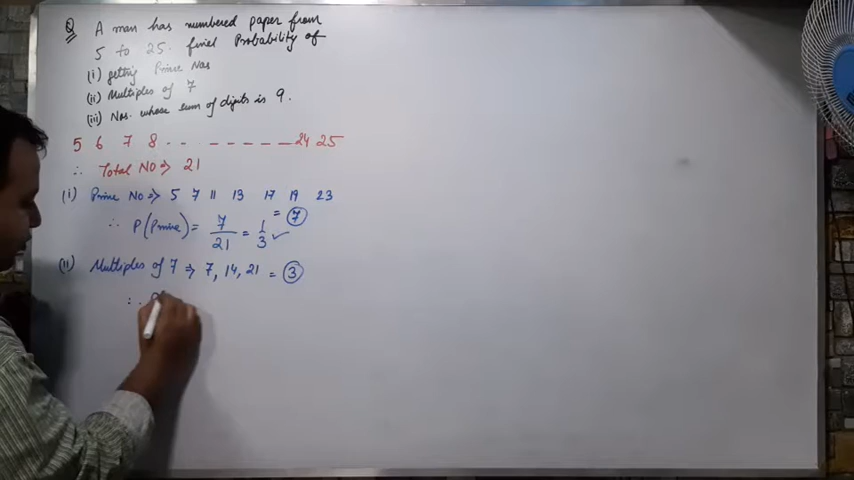 Q A man has numbered paper from
5 to 25. find Probability of
(i) getting Prime Nos
(ii) Multiples of 7
(iii) Nos. whose sum of digits is 9.
5 6 7 8 - - - - - - - - - 24 25
∴ Total NO ⇒ 21
(i) Prime No ⇒ 5 7 11 13 17 19 23
= 7
∴ P(Prime) = 7/21 = 1/3 ✓
(ii) Multiples of 7 ⇒ 7, 14, 21 = 3
∴